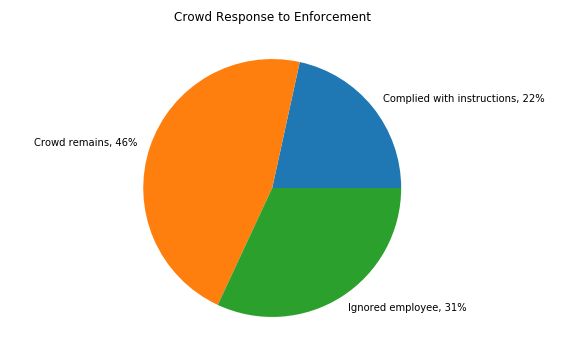 Crowd Response to Enforcement
Complied with instructions, 22%
Crowd remains, 46%
Ignored employee, 31%